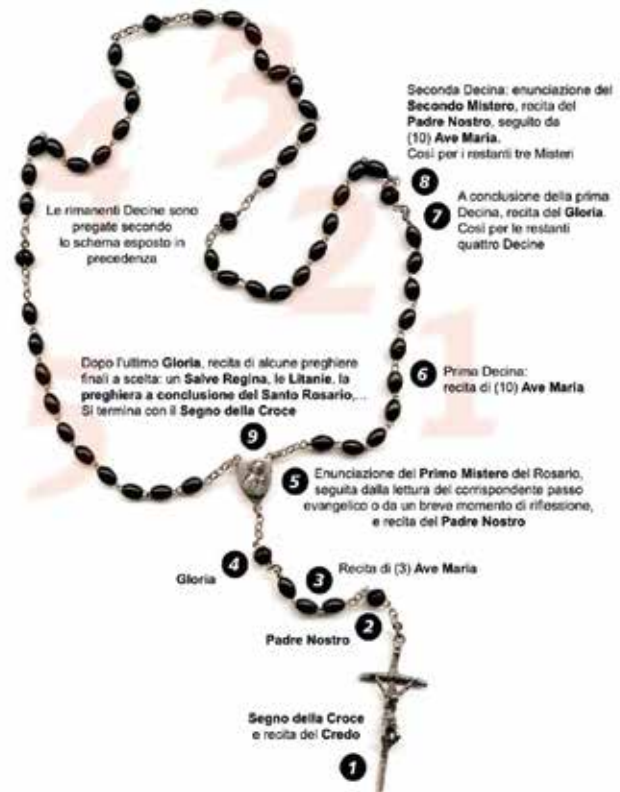 Seconda Decina: enunciazione del
Secondo Mistero, recita del
Padre Nostro, seguito da
(10) Ave Maria.
Così per i restanti tre Misteri
8
7
A conclusione della prima
Decina, recita del Gloria.
Così per le restanti
quattro Decine
Le rimanenti Decine sono
pregate secondo
lo schema esposto in
precedenza
6
Prima Decina:
recita di (10) Ave Maria
Dopo l'ultimo Gloria, recita di alcune preghiere
finali a scelta: un Salve Regina, le Litanie, la
preghiera a conclusione del Santo Rosario,...
Si termina con il Segno della Croce
9
5
Enunciazione del Primo Mistero del Rosario,
seguita dalla lettura del corrispondente passo
evangelico o da un breve momento di riflessione,
e recita del Padre Nostro
4
Gloria
3
Recita di (3) Ave Maria
2
Padre Nostro
Segno della Croce
e recita del Credo
1
1
2
3
4
5